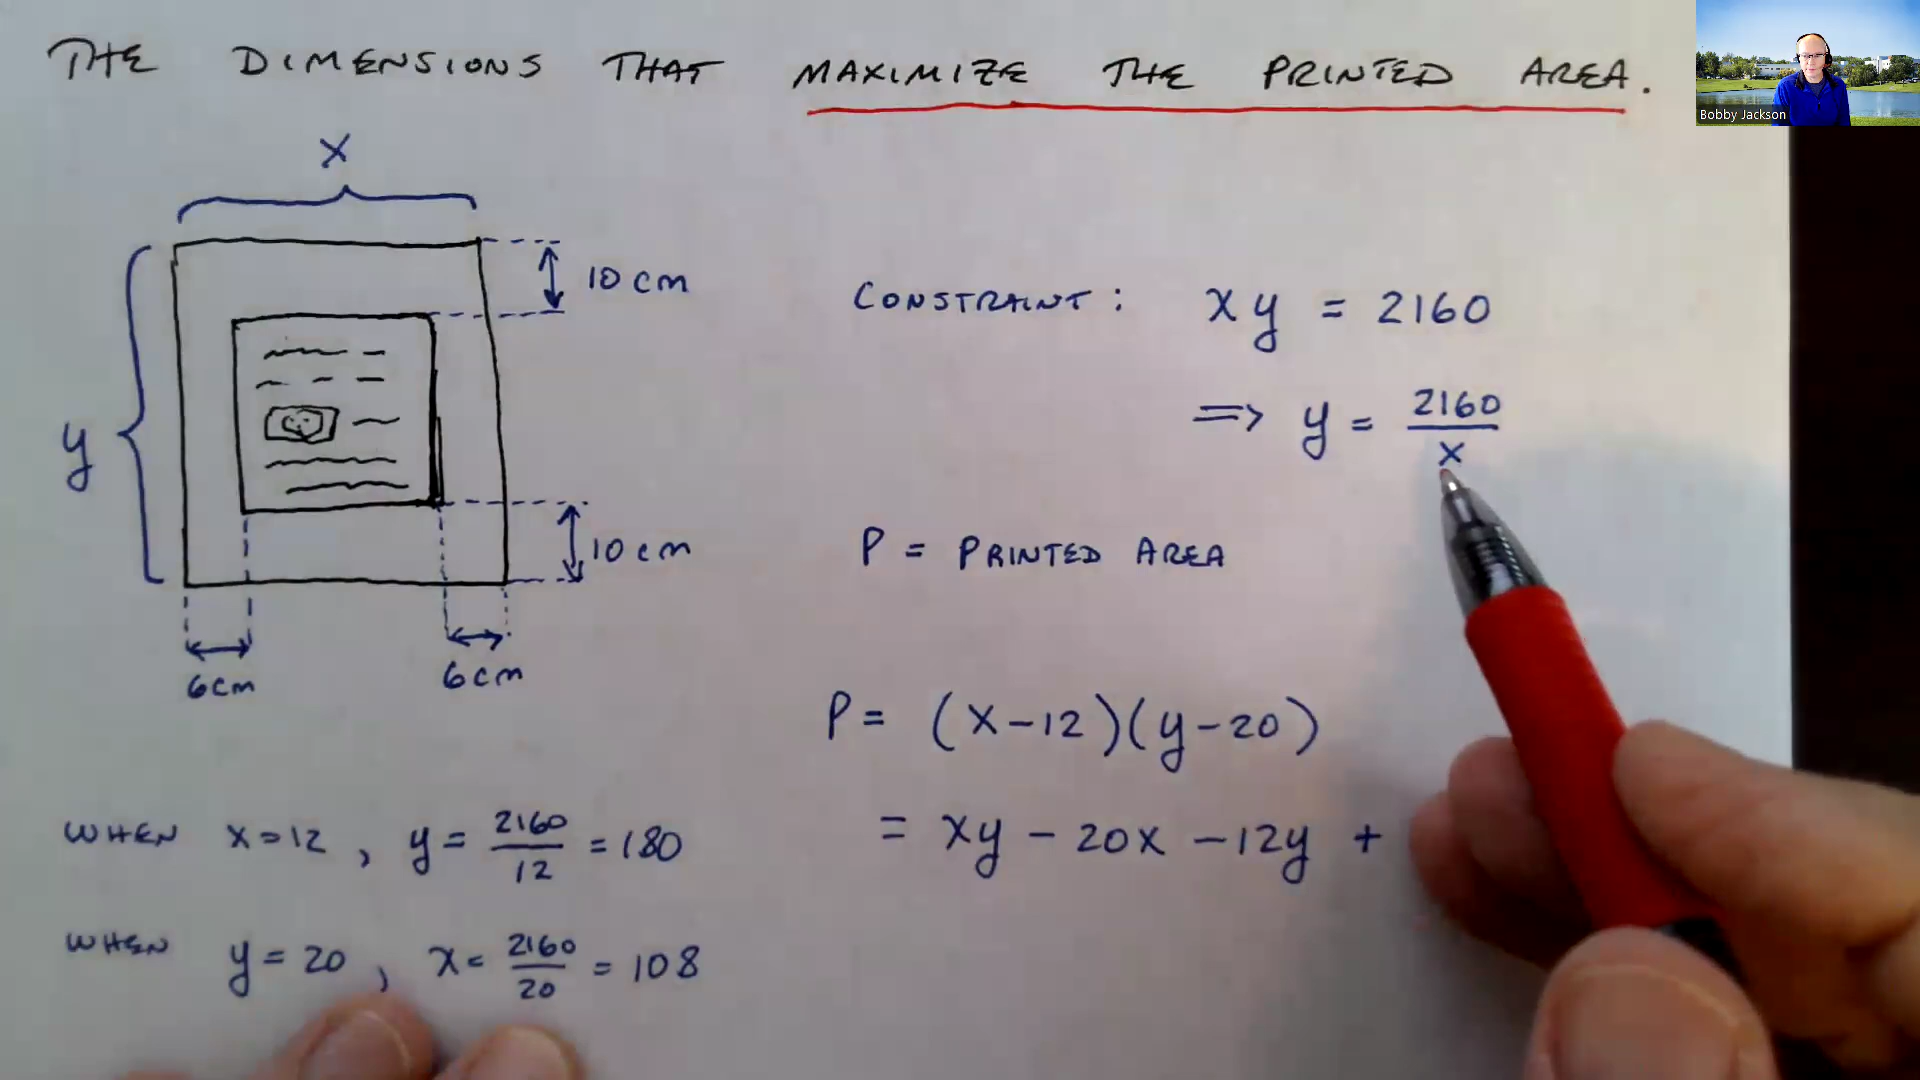 THE DIMENSIONS THAT MAXIMIZE THE PRINTED AREA.
Bobby Jackson
x
10 cm
y
10 cm
6cm
6cm
CONSTRAINT: xy = 2160
⇒ y = 2160/x
P = PRINTED AREA
P = (x-12)(y-20)
= xy - 20x - 12y +
WHEN x=12, y = 2160/12 = 180
WHEN y = 20, x = 2160/20 = 108